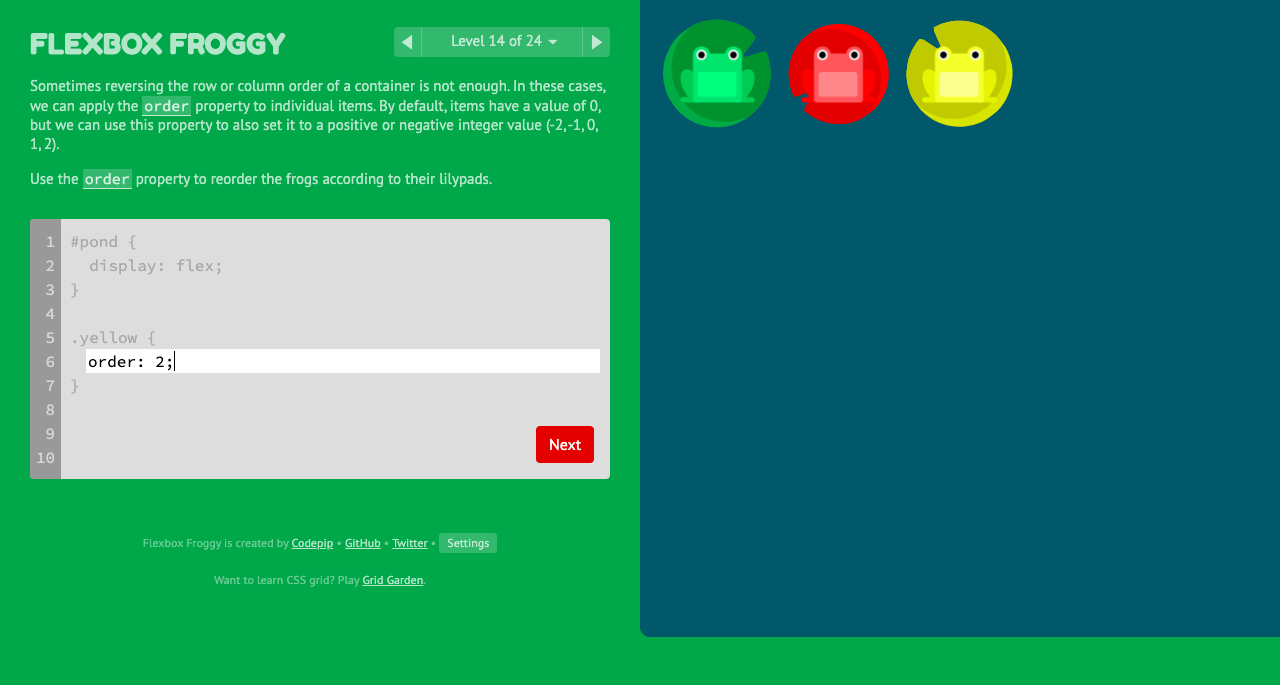 FLEXBOX FROGGY
Level 14 of 24
Sometimes reversing the row or column order of a container is not enough. In these cases,
we can apply the order property to individual items. By default, items have a value of 0,
but we can use this property to also set it to a positive or negative integer value (-2, -1, 0,
1, 2).
Use the order property to reorder the frogs according to their lilypads.
1 #pond {
2 display: flex;
3 }
4
5 .yellow {
6 order: 2;
7 }
8
9
10
Next
Flexbox Froggy is created by Codepip • GitHub • Twitter • Settings
Want to learn CSS grid? Play Grid Garden.